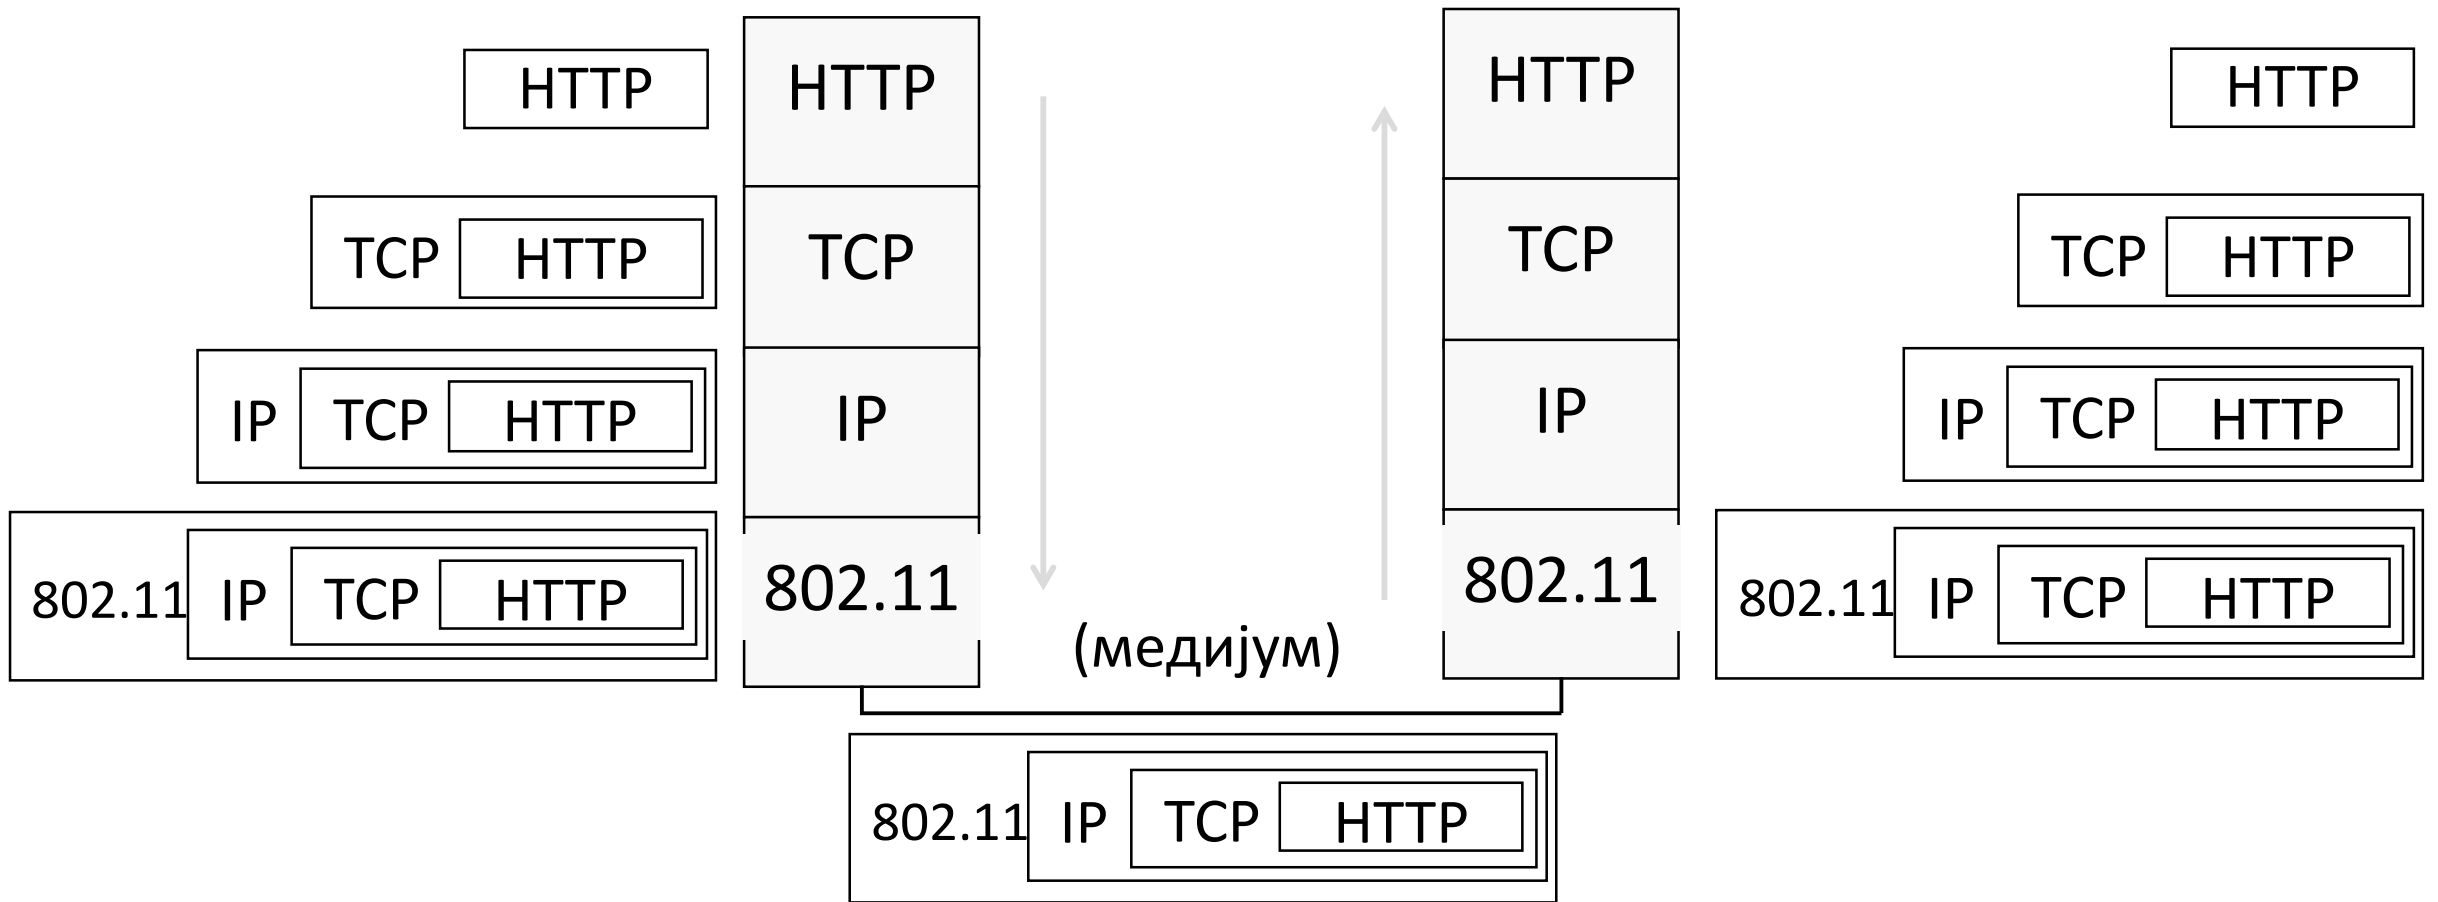 HTTP HTTP HTTP HTTP
TCP HTTP TCP TCP TCP HTTP
IP TCP HTTP IP IP IP TCP HTTP
802.11 IP TCP HTTP 802.11 802.11 802.11 IP TCP HTTP
(медијум)
802.11 IP TCP HTTP